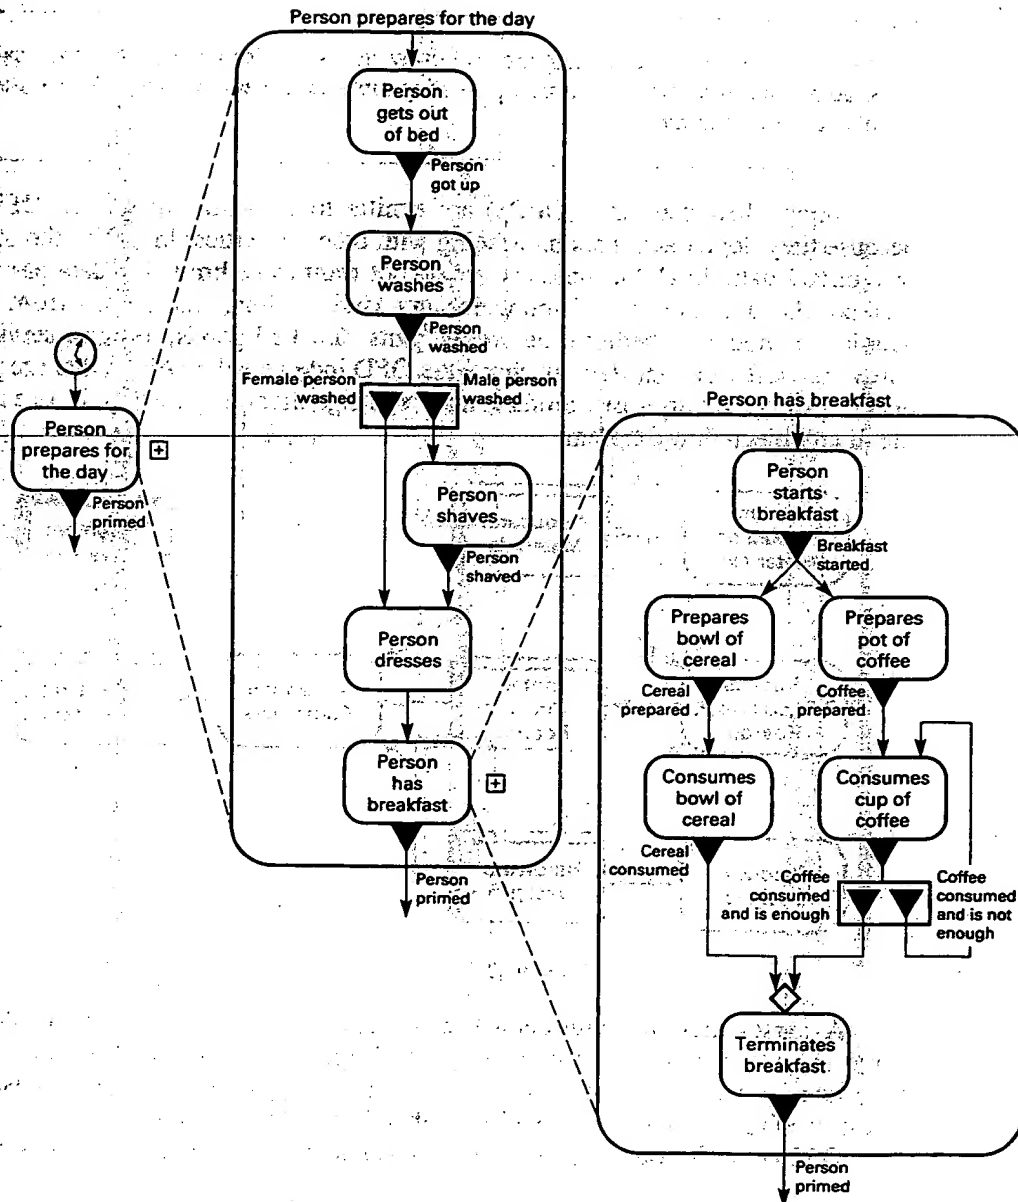 Person prepares for the day
Person
gets out
of bed
Person
got up
Person
washes
Person
washed
Female person
washed
Male person
washed
Person
prepares for
the day
Person
primed
Person
shaves
Person
shaved
Person
dresses
Person
has
breakfast
Person
primed
Person has breakfast
Person
starts
breakfast
Breakfast
started
Prepares
bowl of
cereal
Prepares
pot of
coffee
Cereal
prepared
Coffee
prepared
Consumes
bowl of
cereal
Consumes
cup of
coffee
Cereal
consumed
Coffee
consumed
and is enough
Coffee
consumed
and is not
enough
Terminates
breakfast
Person
primed